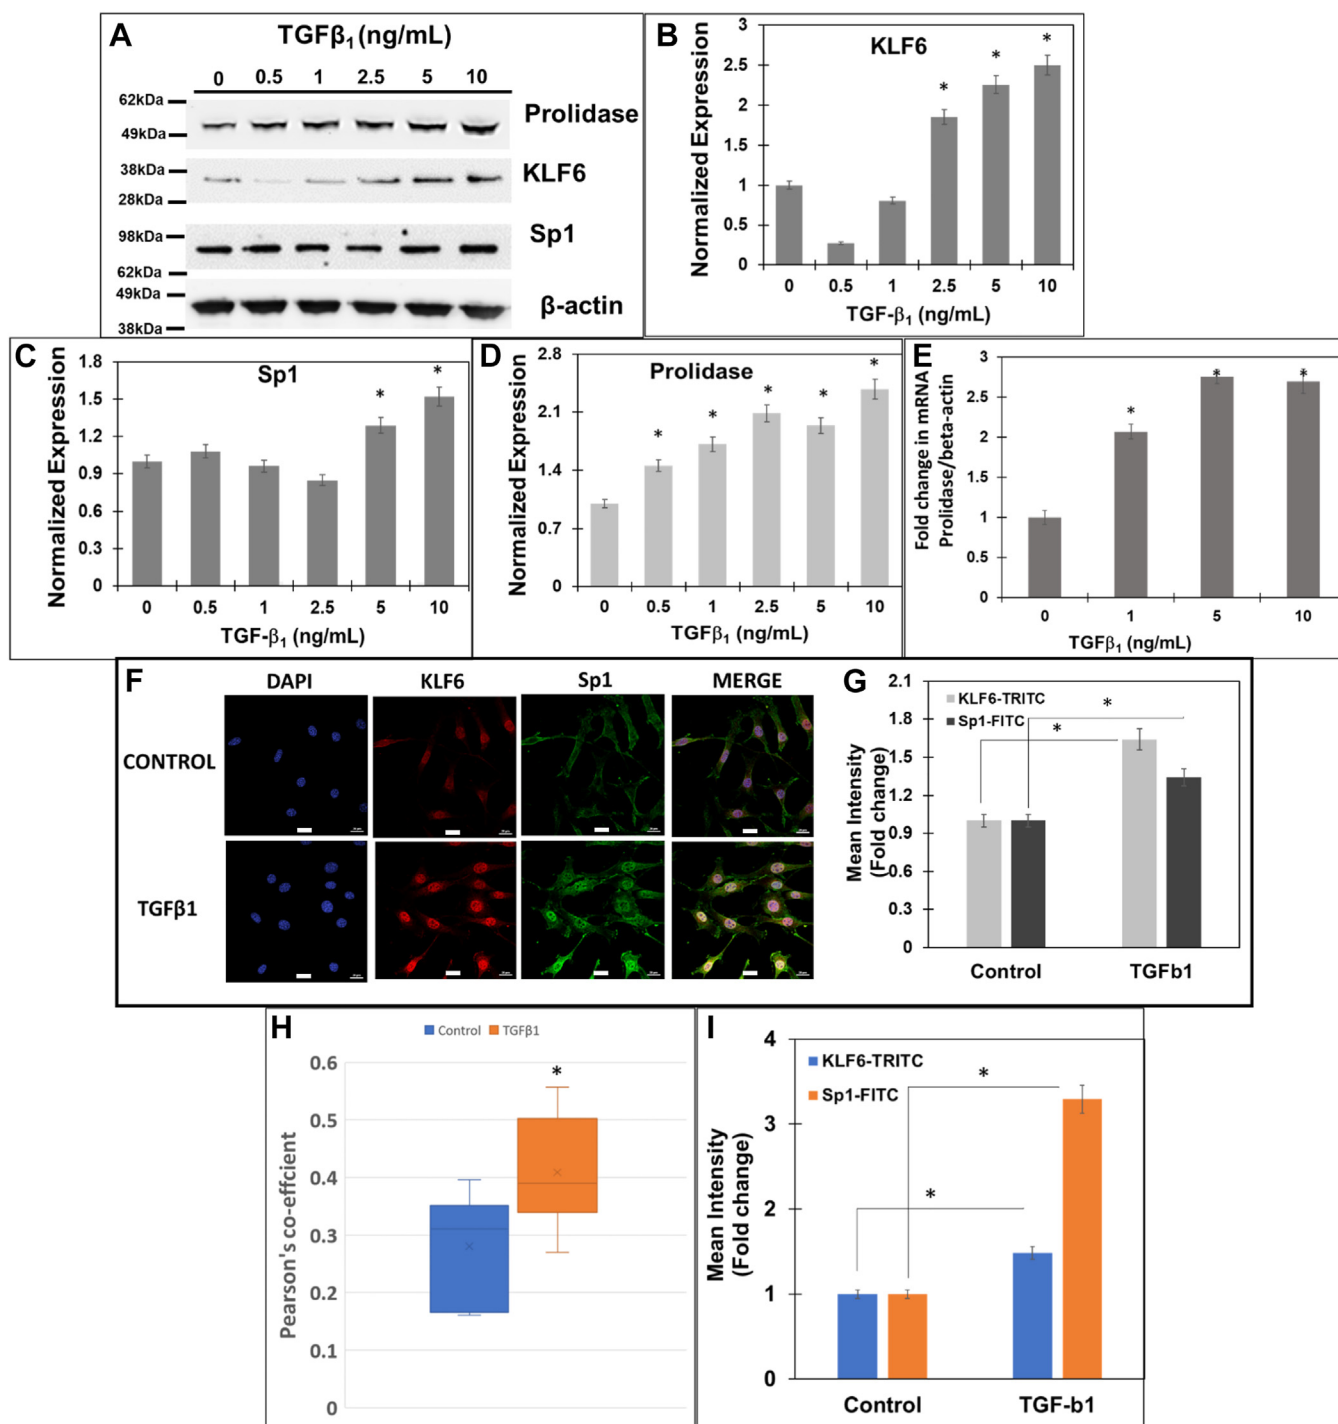 A
TGFβ₁ (ng/mL)
0 0.5 1 2.5 5 10
62kDa
49kDa
Prolidase
38kDa
28kDa
KLF6
98kDa
62kDa
Sp1
49kDa
38kDa
β-actin
B
KLF6
Normalized Expression
3
2.5
2
1.5
1
0.5
0
* * *
0 0.5 1 2.5 5 10
TGF-β₁ (ng/mL)
C
Sp1
Normalized Expression
1.8
1.5
1.2
0.9
0.6
0.3
0
* *
0 0.5 1 2.5 5 10
TGF-β₁ (ng/mL)
D
Prolidase
Normalized Expression
2.8
2.1
1.4
0.7
0
* * * * *
0 0.5 1 2.5 5 10
TGFβ₁ (ng/mL)
E
Fold change in mRNA
Prolidase/beta-actin
3
2.5
2
1.5
1
0.5
0
* * *
0 1 5 10
TGFβ₁ (ng/mL)
F
DAPI KLF6 Sp1 MERGE
CONTROL
TGFβ1
G
KLF6-TRITC
Sp1-FITC
Mean Intensity
(Fold change)
2.1
1.8
1.5
1.2
0.9
0.6
0.3
0
* *
Control TGFb1
H
Control TGFβ1
Pearson's co-effcient
0.6
0.5
0.4
0.3
0.2
0.1
0
*
I
KLF6-TRITC
Sp1-FITC
Mean Intensity
(Fold change)
4
3
2
1
0
* *
Control TGF-b1